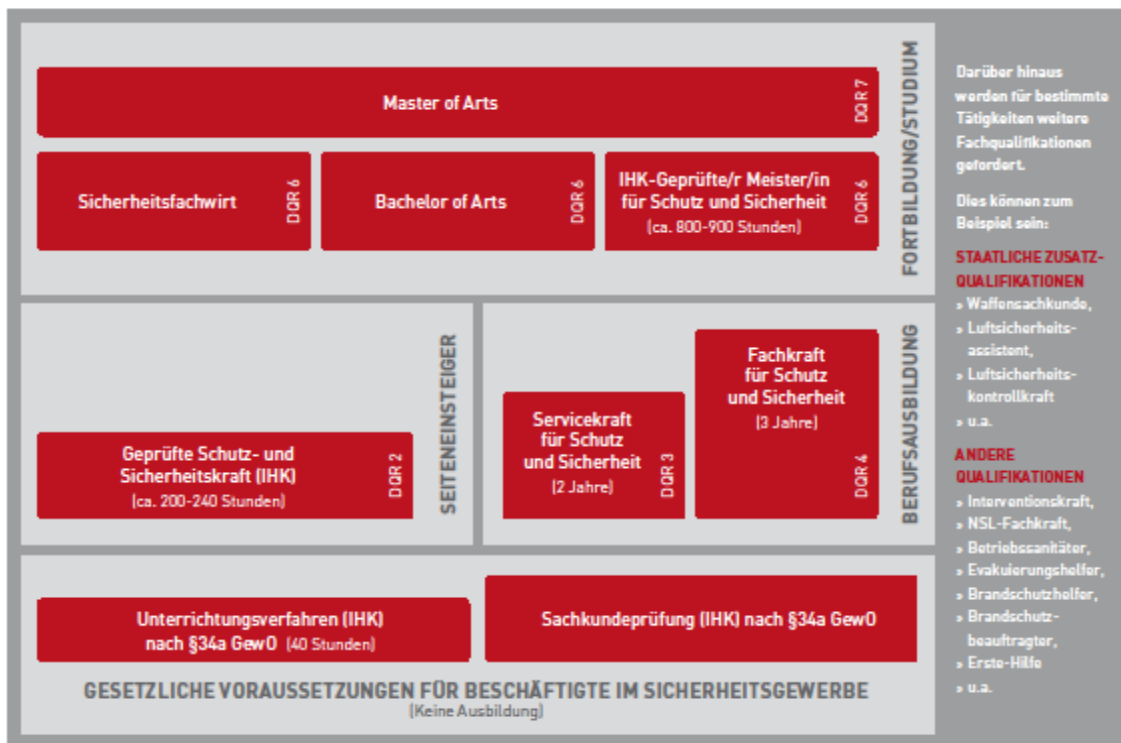 Master of Arts
DQR 7
Sicherheitsfachwirt
DQR 6
Bachelor of Arts
DQR 6
IHK-Geprüfte/r Meister/in
für Schutz und Sicherheit
(ca. 800-900 Stunden)
DQR 6
FORTBILDUNG/STUDIUM
Geprüfte Schutz- und
Sicherheitskraft (IHK)
(ca. 200-240 Stunden)
DQR 2
SEITENEINSTEIGER
Servicekraft
für Schutz
und Sicherheit
(2 Jahre)
DQR 3
Fachkraft
für Schutz
und Sicherheit
(3 Jahre)
DQR 4
BERUFSAUSBILDUNG
Unterrichtungsverfahren (IHK)
nach §34a GewO (40 Stunden)
Sachkundeprüfung (IHK) nach §34a GewO
GESETZLICHE VORAUSSETZUNGEN FÜR BESCHÄFTIGTE IM SICHERHEITSGEWERBE
(Keine Ausbildung)
Darüber hinaus
werden für bestimmte
Tätigkeiten weitere
Fachqualifikationen
gefordert.
Dies können zum
Beispiel sein:
STAATLICHE ZUSATZ-
QUALIFIKATIONEN
» Waffensachkunde,
» Luftsicherheits-
assistent,
» Luftsicherheits-
kontrollkraft
» u.a.
ANDERE
QUALIFIKATIONEN
» Interventionskraft,
» NSL-Fachkraft,
» Betriebssanitäter,
» Evakuierungshelfer,
» Brandschutzhelfer,
» Brandschutz-
beauftragter,
» Erste-Hilfe
» u.a.